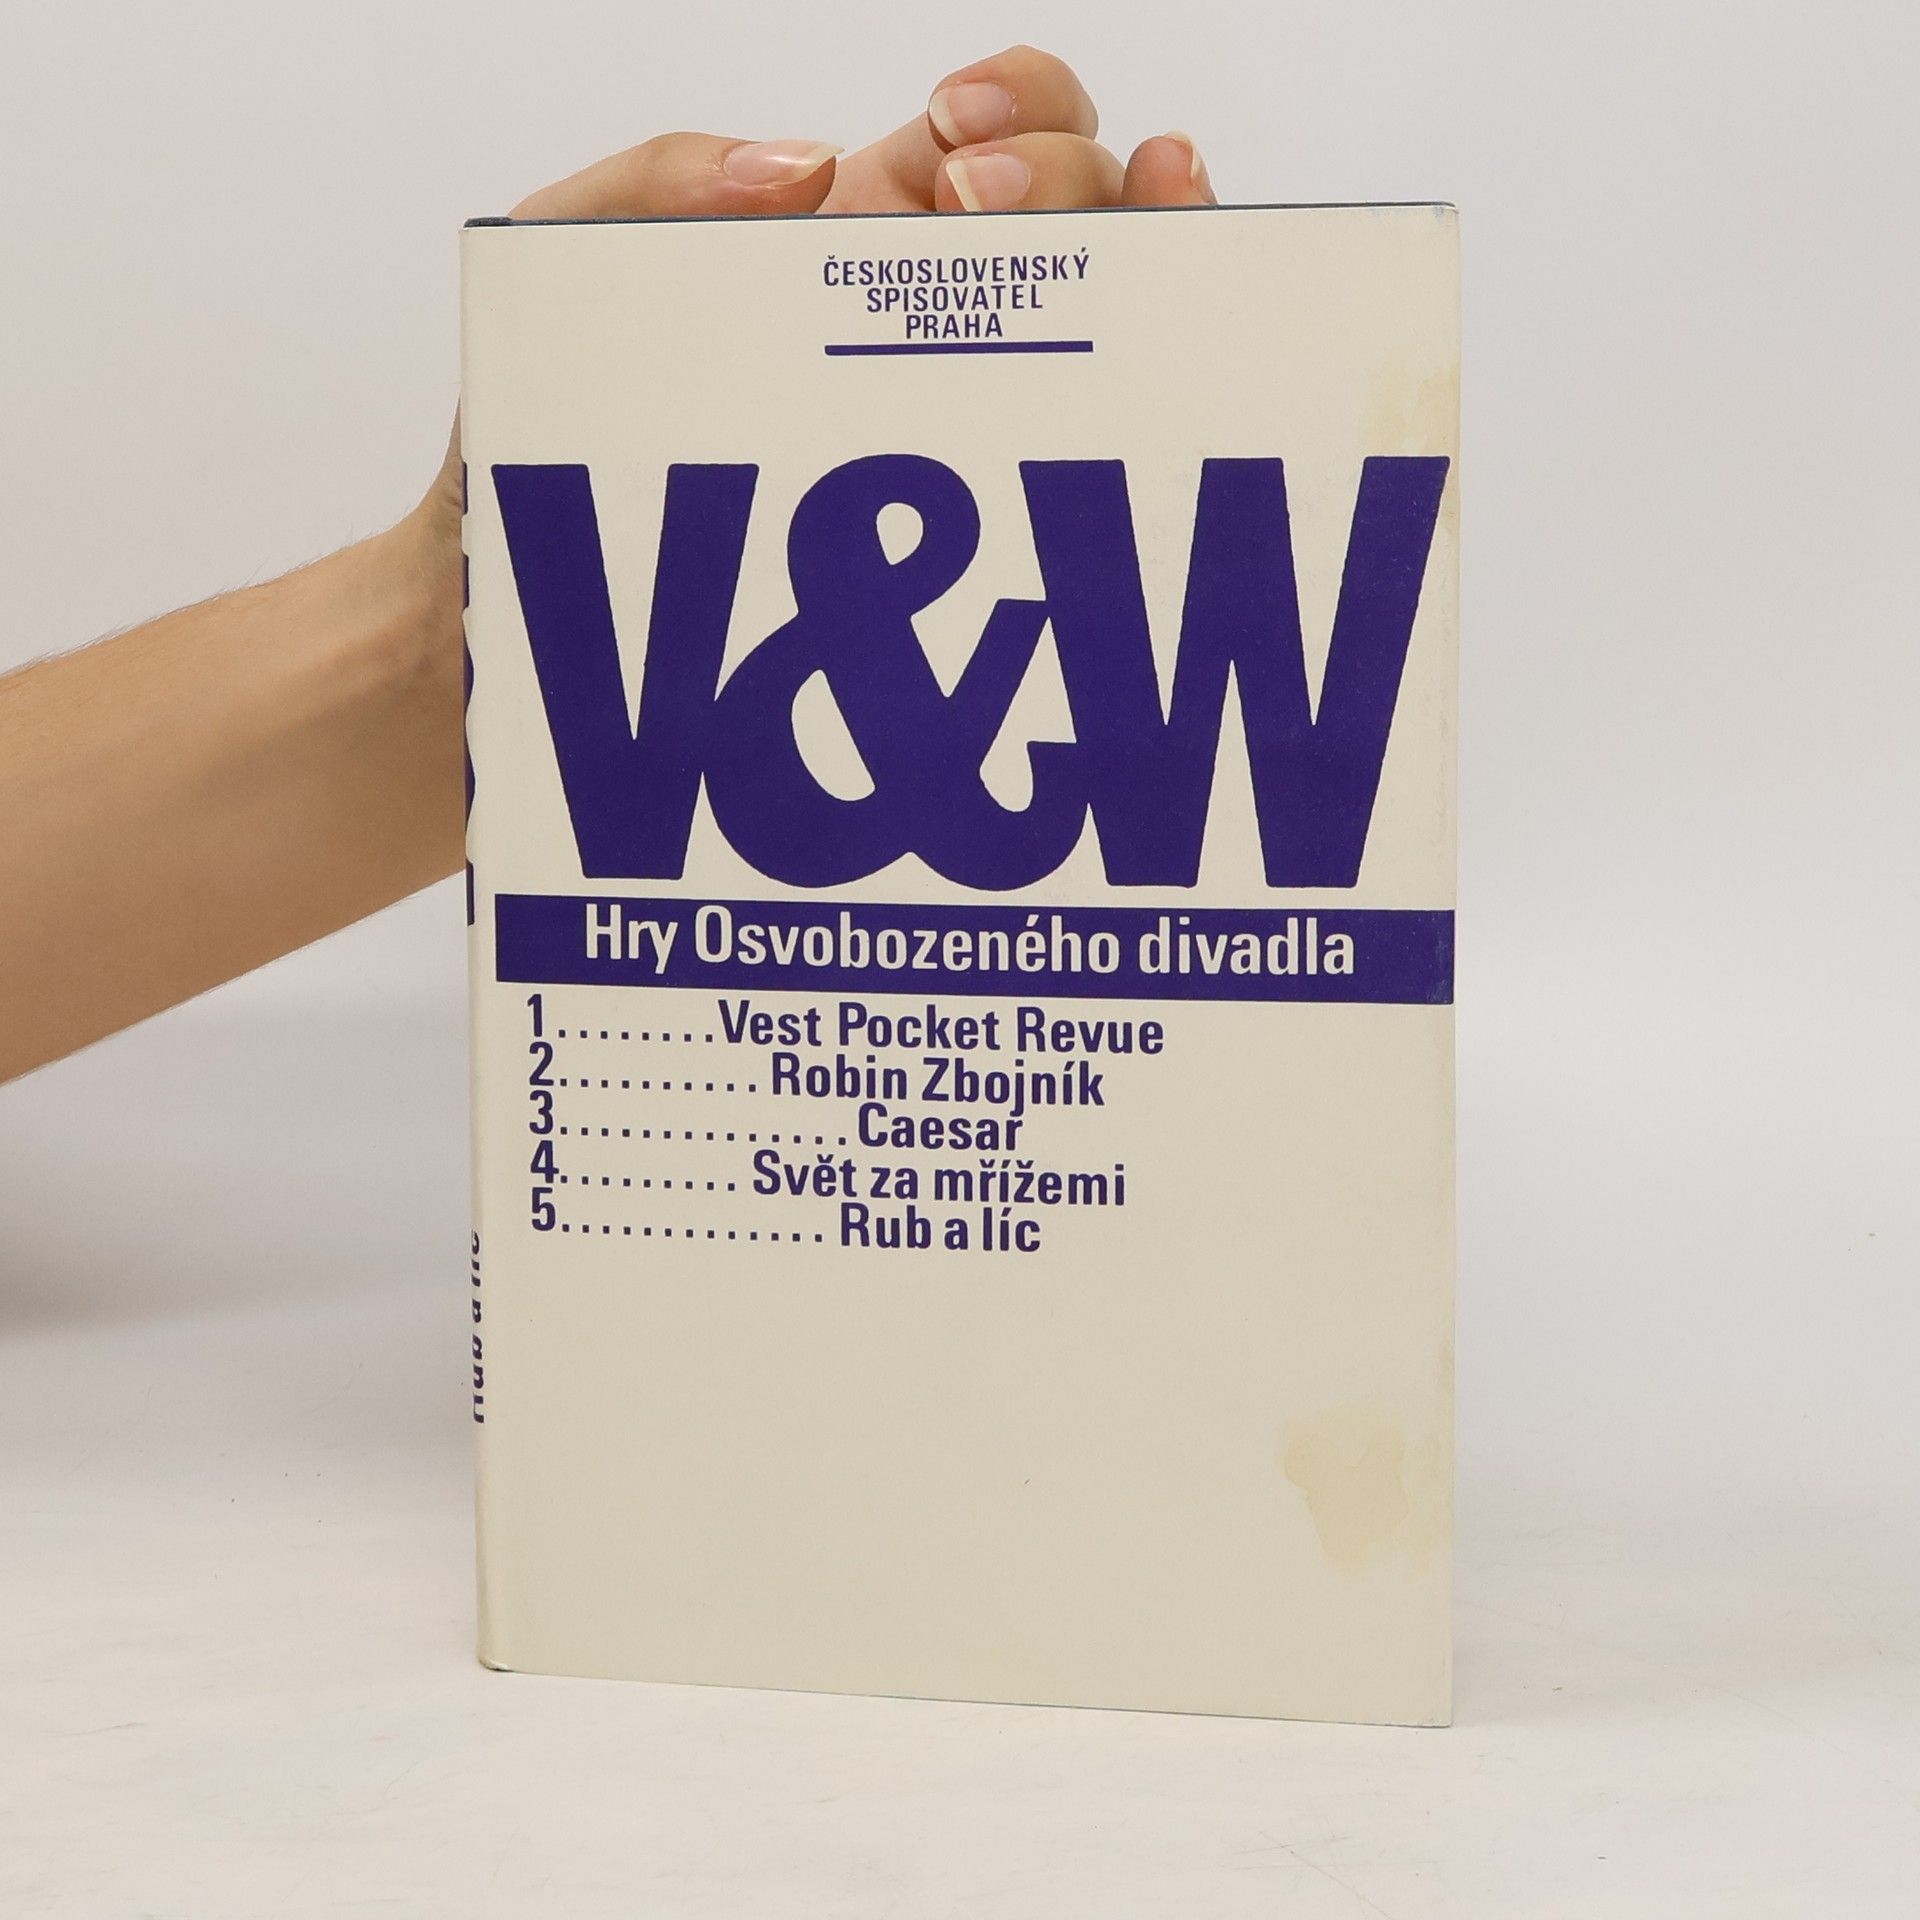 ČESKOSLOVENSKÝ
SPISOVATEL
PRAHA
V&W
Hry Osvobozeného divadla
1........Vest Pocket Revue
2.......... Robin Zbojník
3...............Caesar
4......... Svět za mřížemi
5............. Rub a líc